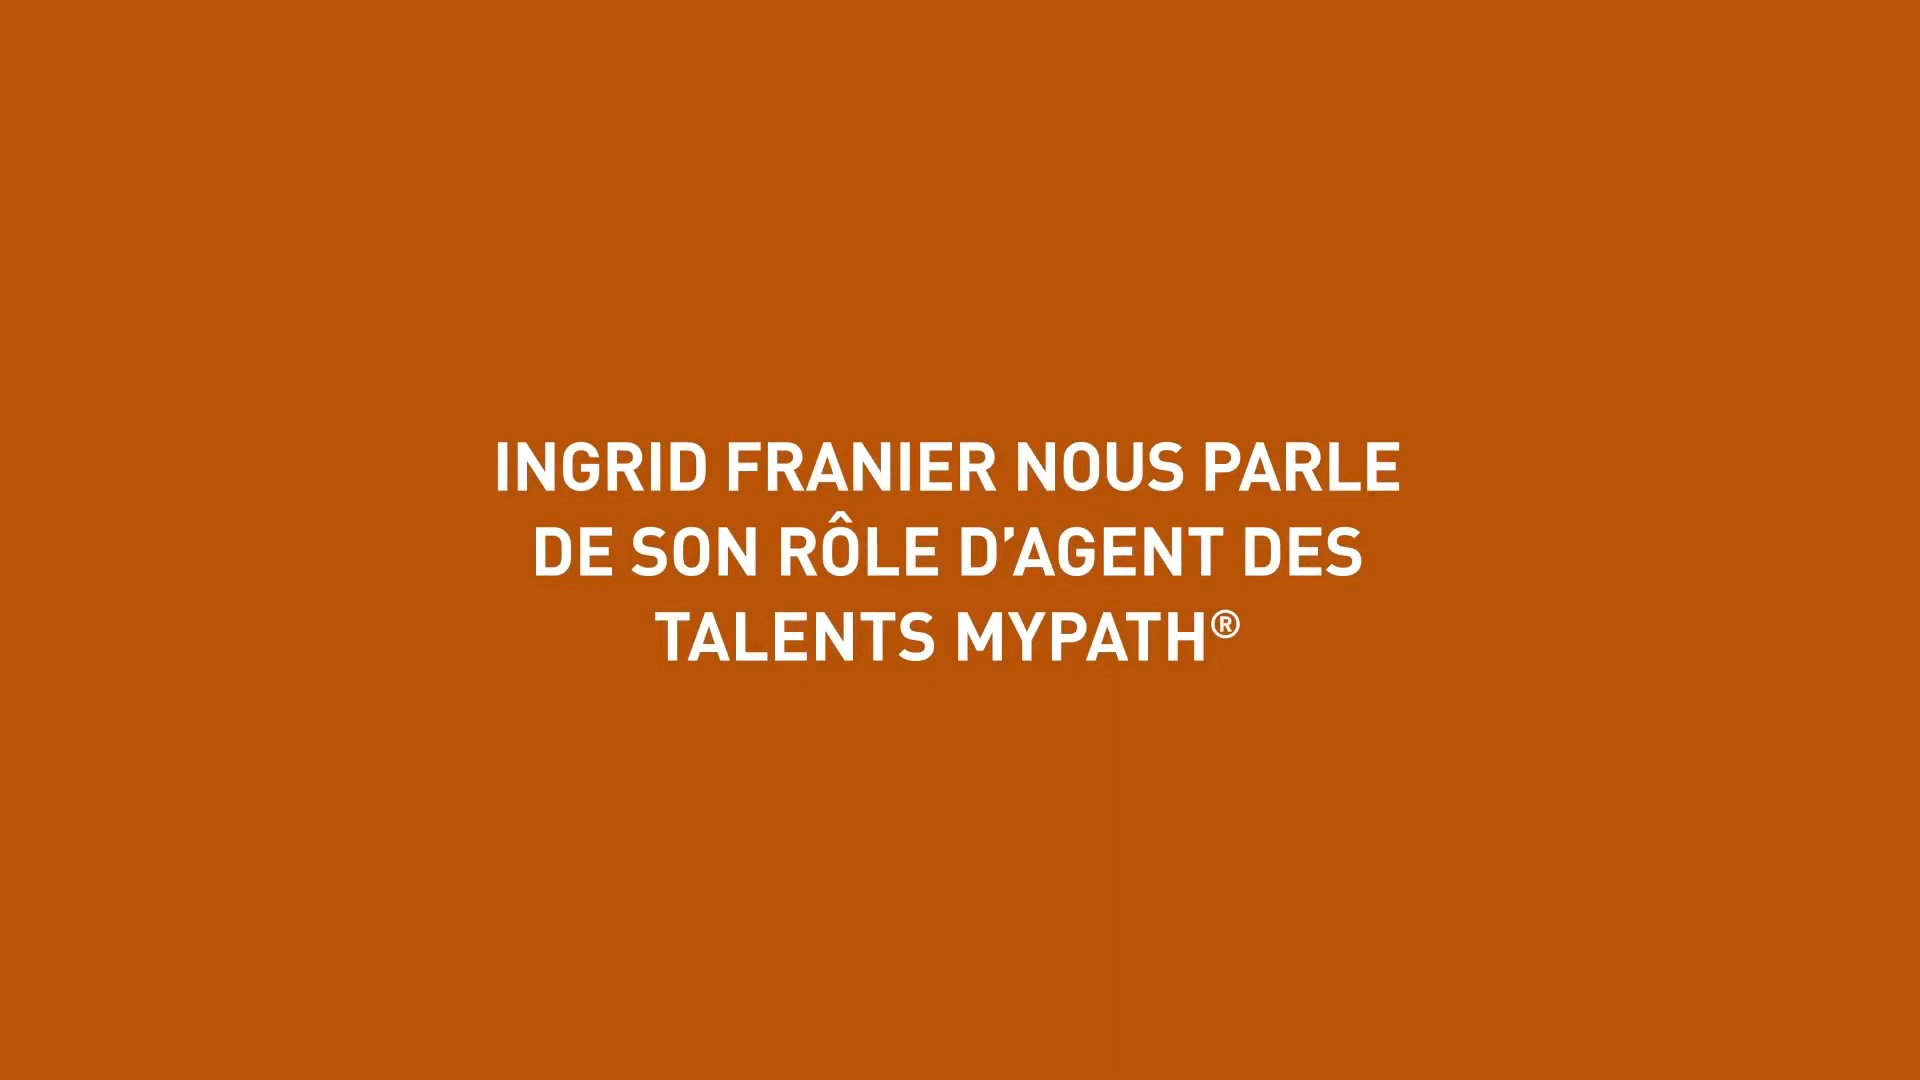 INGRID FRANIER NOUS PARLE
DE SON RÔLE D’AGENT DES
TALENTS MYPATH®